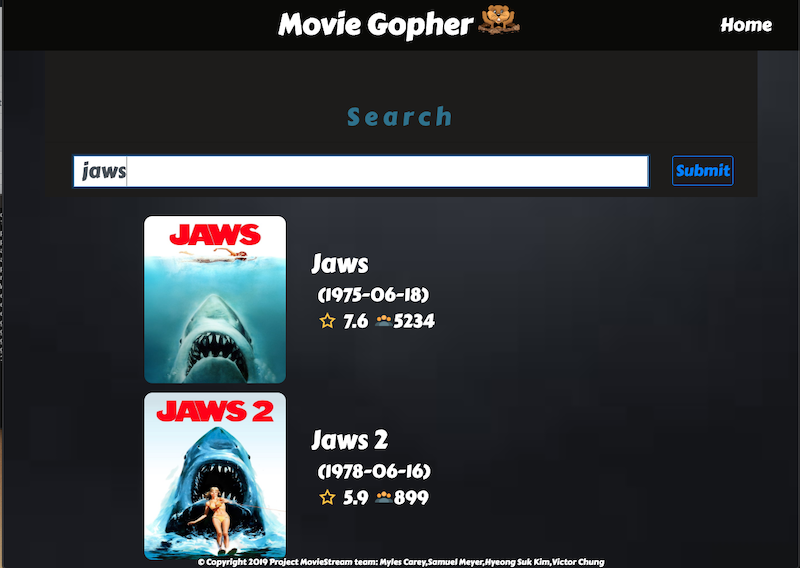 Movie Gopher
Home
Search
jaws
Submit
JAWS
Jaws
(1975-06-18)
7.6 5234
JAWS 2
Jaws 2
(1978-06-16)
5.9 899
© Copyright 2019 Project MovieStream team: Myles Carey,Samuel Meyer,Hyeong Suk Kim,Victor Chung